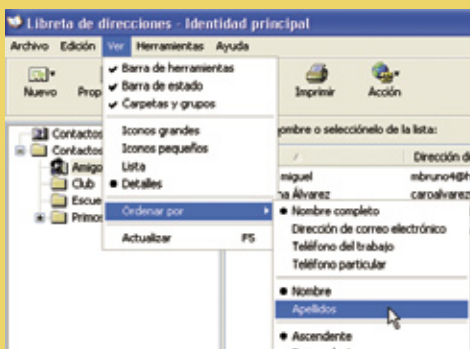 Libreta de direcciones - Identidad principal
Archivo Edición Ver Herramientas Ayuda
Nuevo Prop Imprimir Acción
Barra de herramientas
Barra de estado
Carpetas y grupos
Iconos grandes
Iconos pequeños
Lista
Detalles
Ordenar por
Actualizar F5
Contactos
Contactos
Amigo
Club
Escue
Primos
ombre o selecciónelo de la lista:
Dirección d
miguel mbruno4@h
na Álvarez caroalvarez
Nombre completo
Dirección de correo electrónico
Teléfono del trabajo
Teléfono particular
Nombre
Apellidos
Ascendente